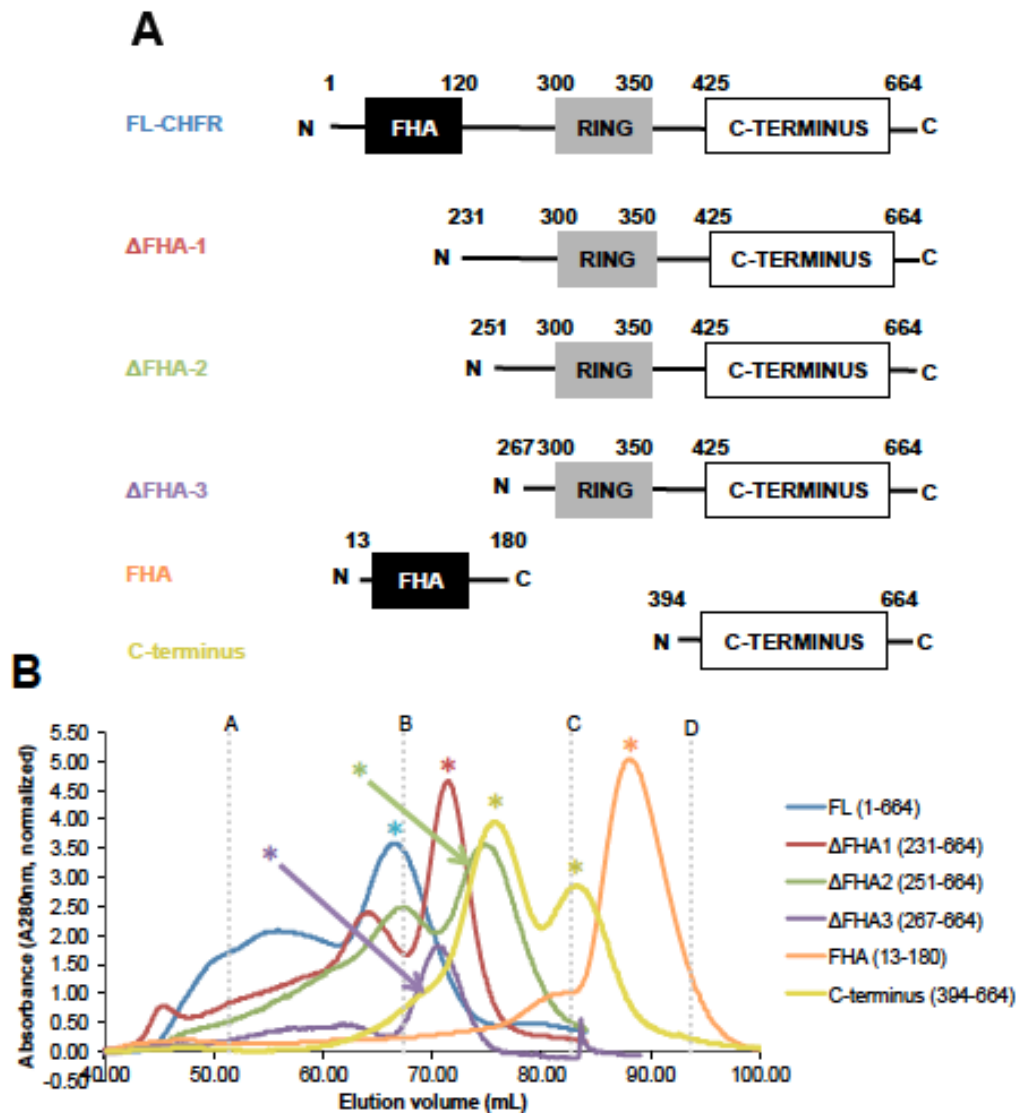 A
1 120 300 350 425 664
FL-CHFR N FHA RING C-TERMINUS C
231 300 350 425 664
ΔFHA-1 N RING C-TERMINUS C
251 300 350 425 664
ΔFHA-2 N RING C-TERMINUS C
267 300 350 425 664
ΔFHA-3 N RING C-TERMINUS C
13 180
FHA N FHA C
394 664
C-terminus N C-TERMINUS C
B
Absorbance (A280nm, normalized)
5.50
5.00
4.50
4.00
3.50
3.00
2.50
2.00
1.50
1.00
0.50
0.00
-0.50
A B C D
* * * * * * *
40.00 50.00 60.00 70.00 80.00 90.00 100.00
Elution volume (mL)
FL (1-664)
ΔFHA1 (231-664)
ΔFHA2 (251-664)
ΔFHA3 (267-664)
FHA (13-180)
C-terminus (394-664)